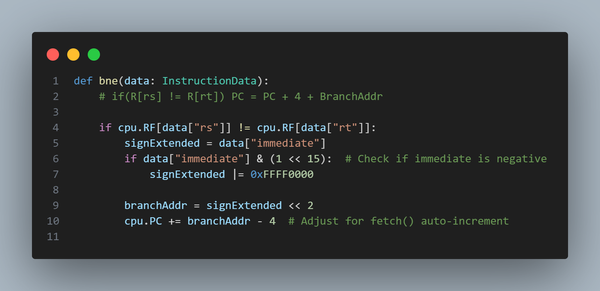 1 def bne(data: InstructionData):
2 # if(R[rs] != R[rt]) PC = PC + 4 + BranchAddr
3
4 if cpu.RF[data["rs"]] != cpu.RF[data["rt"]]:
5 signExtended = data["immediate"]
6 if data["immediate"] & (1 << 15): # Check if immediate is negative
7 signExtended |= 0xFFFF0000
8
9 branchAddr = signExtended << 2
10 cpu.PC += branchAddr - 4 # Adjust for fetch() auto-increment
11